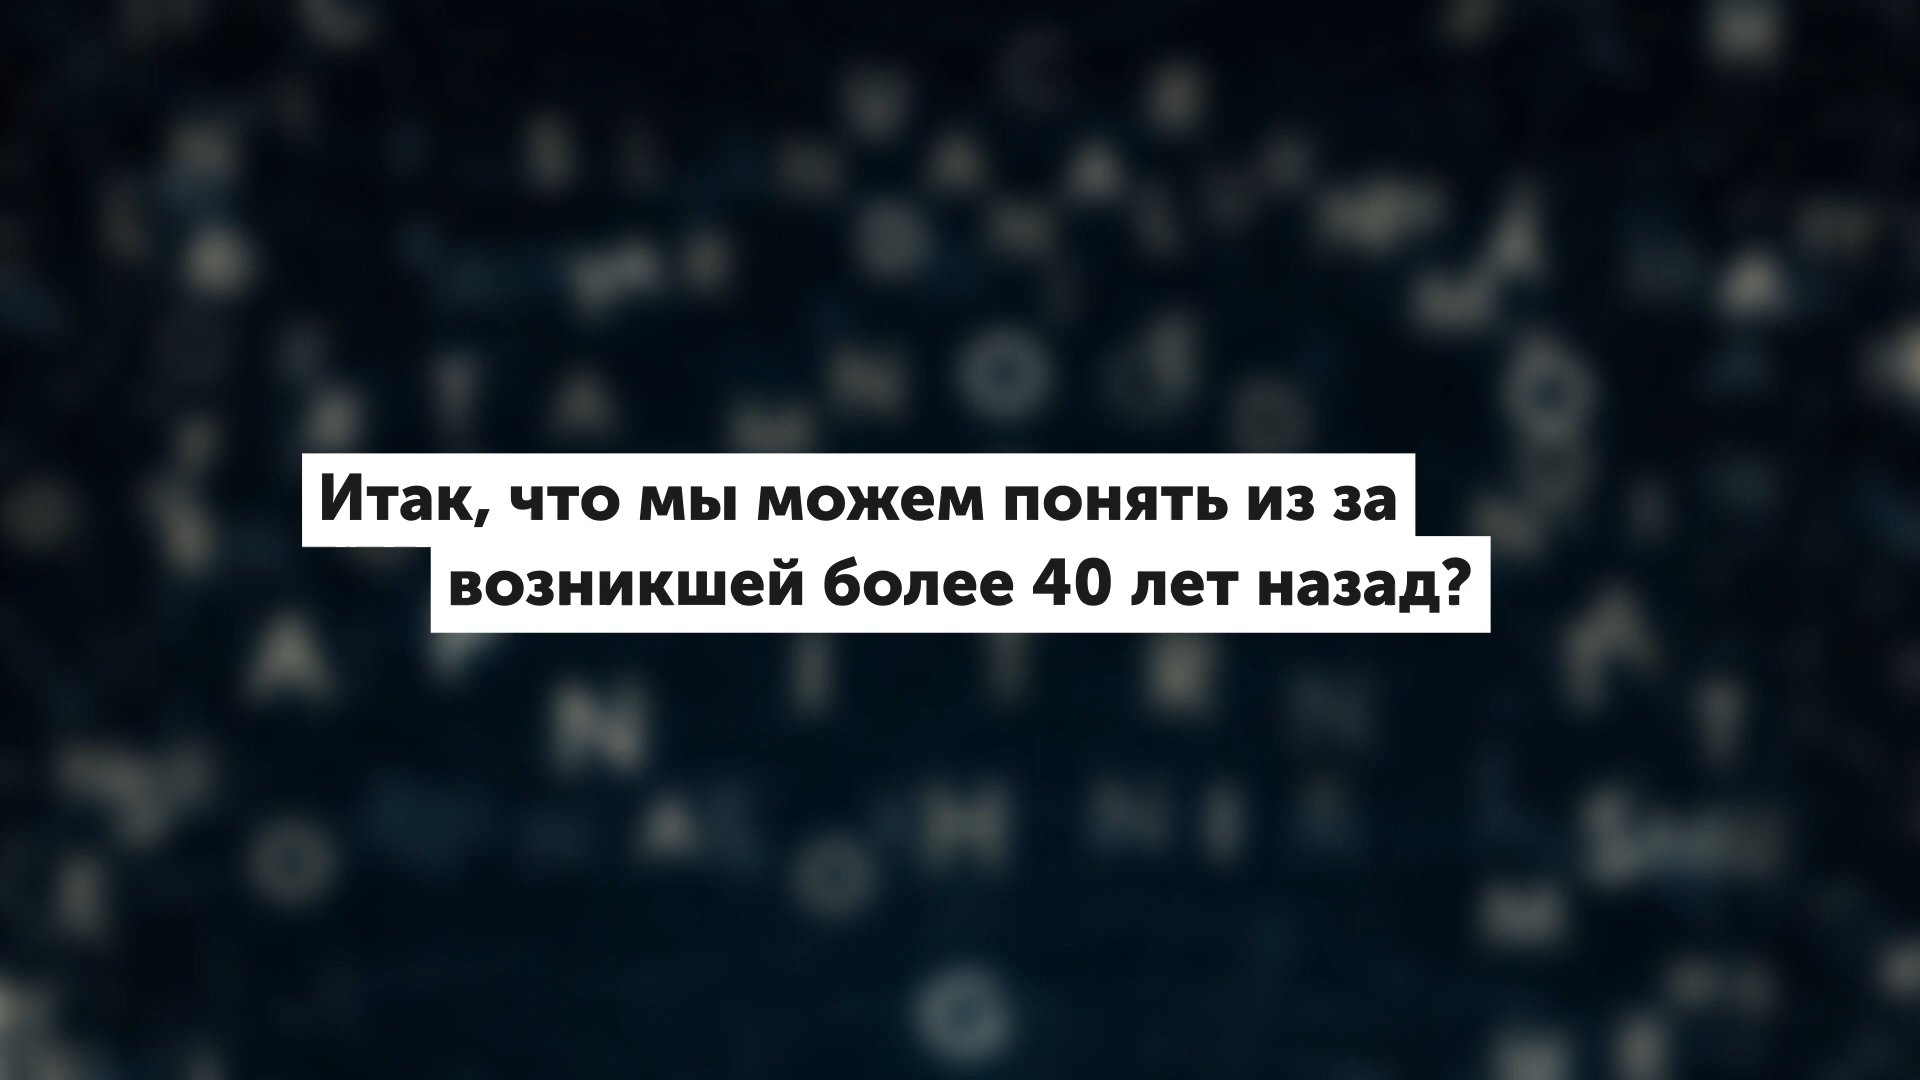 Итак, что мы можем понять из за
возникшей более 40 лет назад?